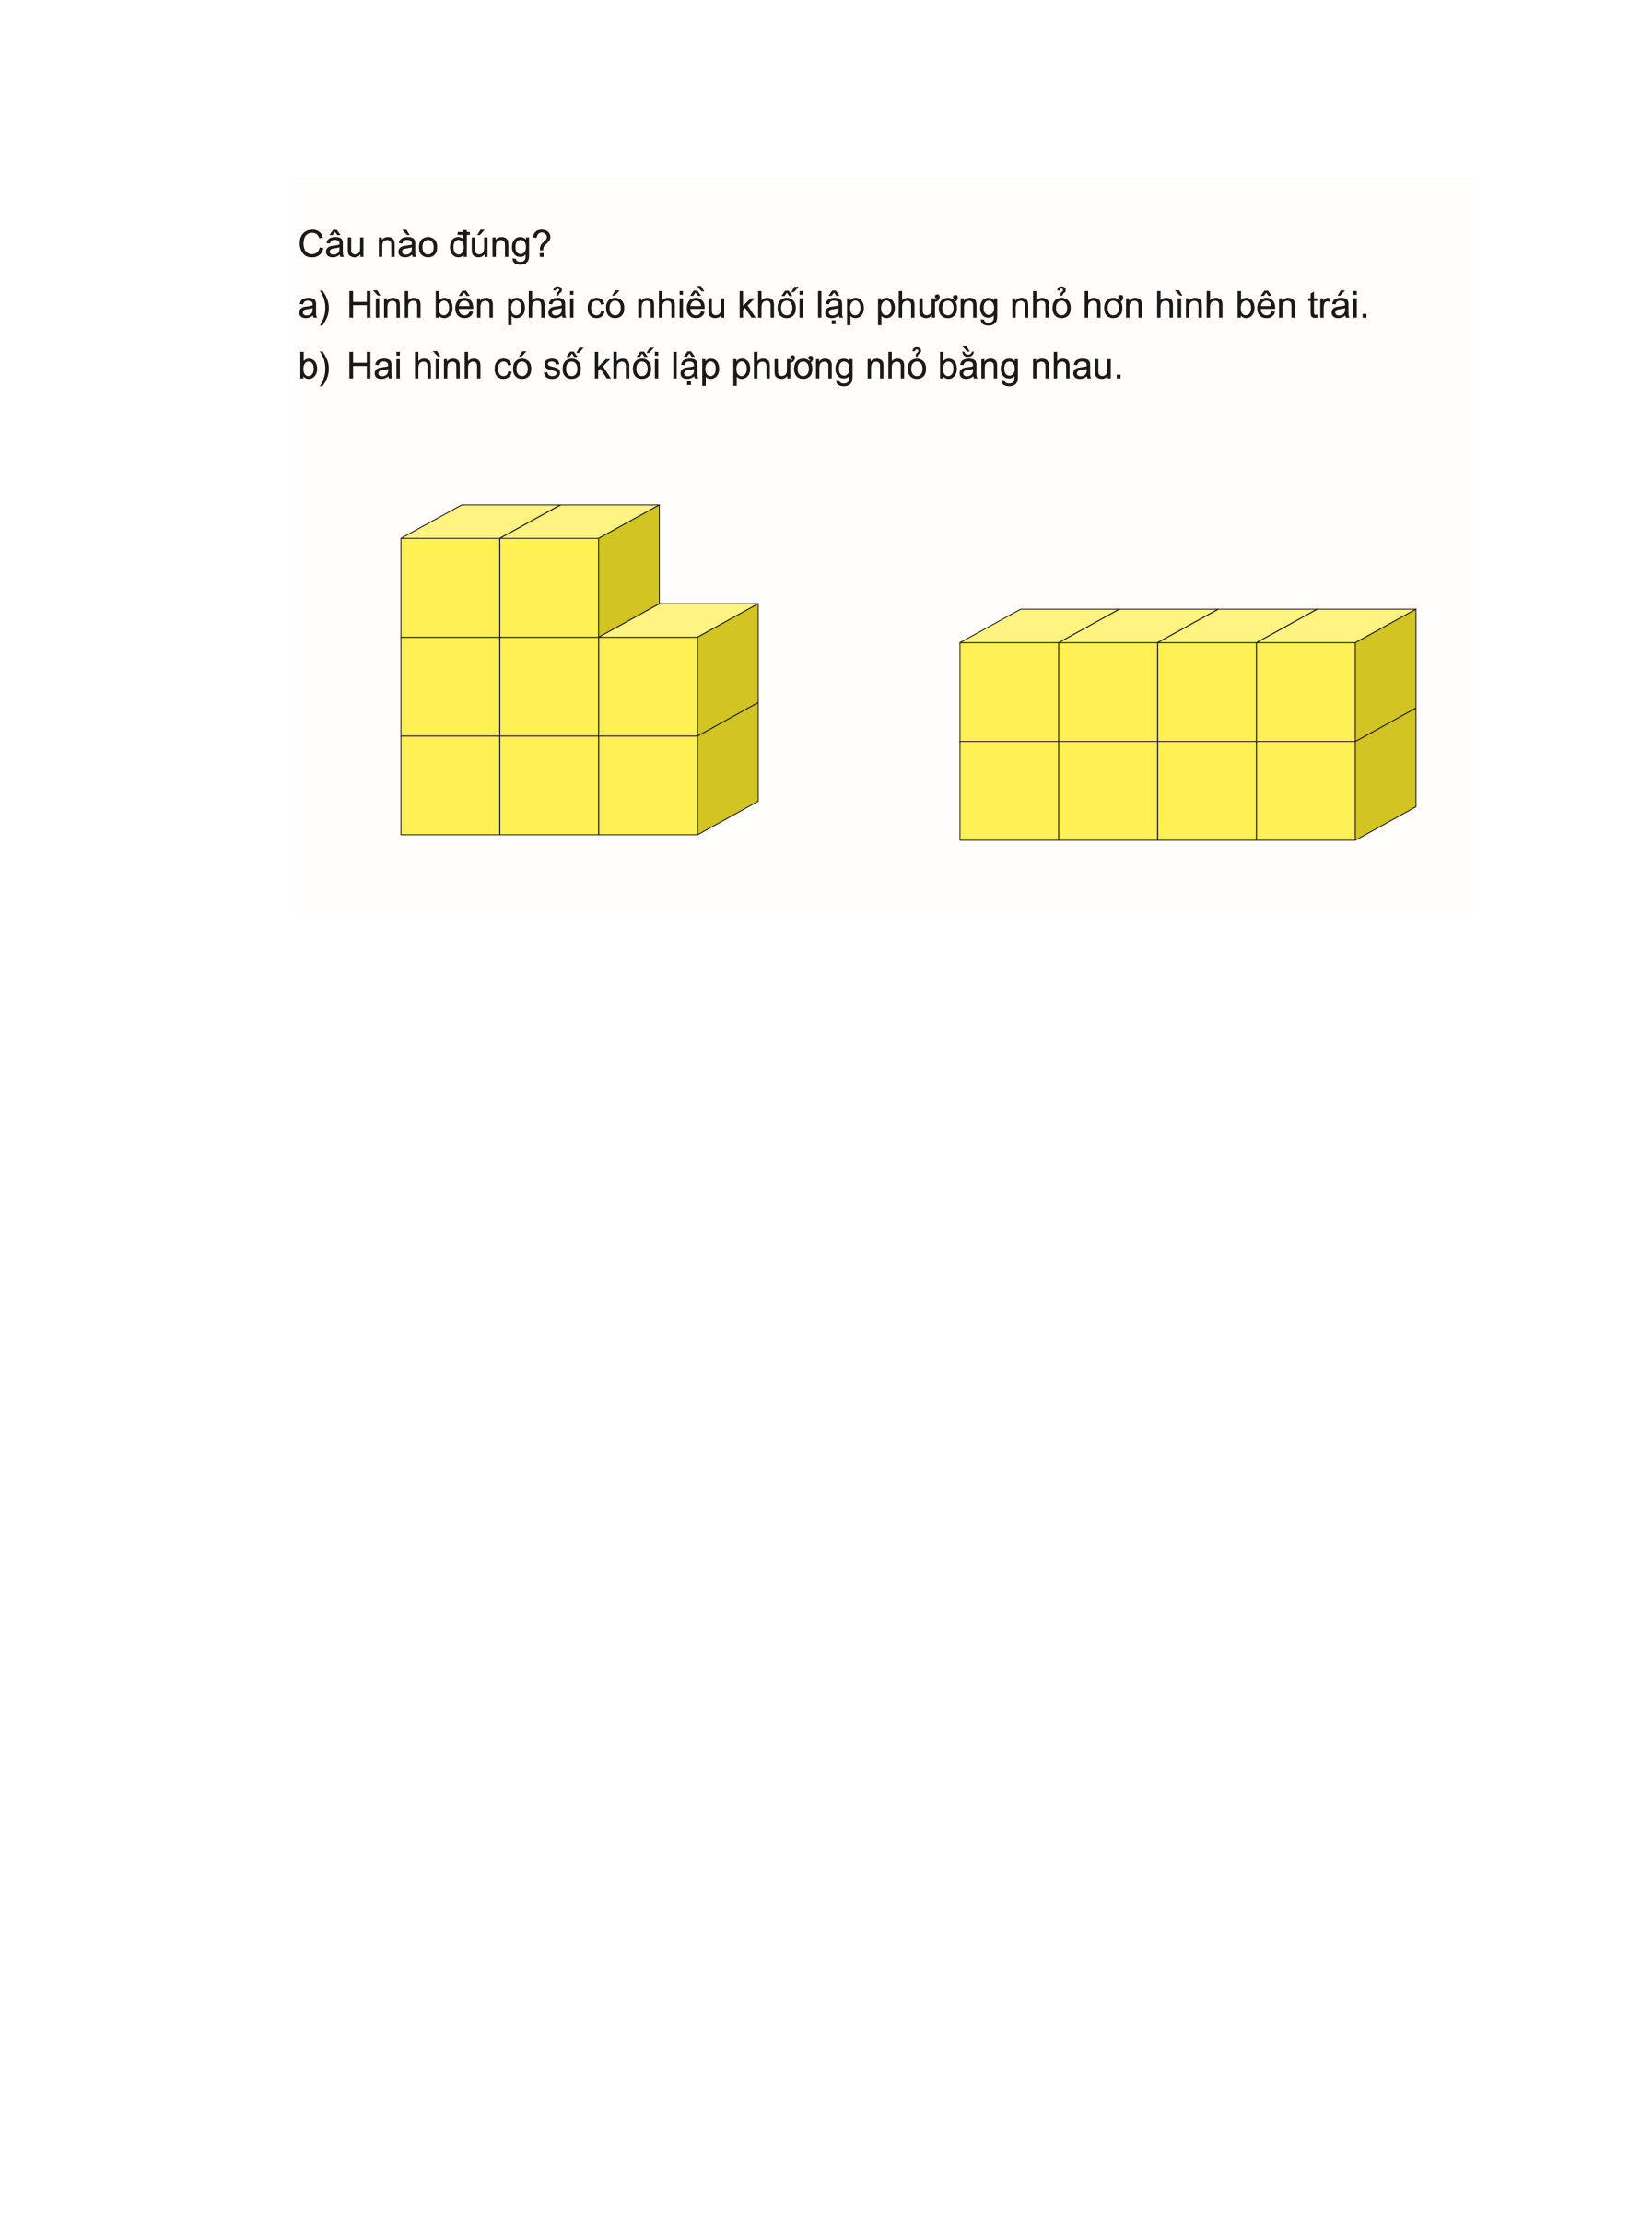 Câu nào đúng?
a) Hình bên phải có nhiều khối lập phương nhỏ hơn hình bên trái.
b) Hai hình có số khối lập phương nhỏ bằng nhau.